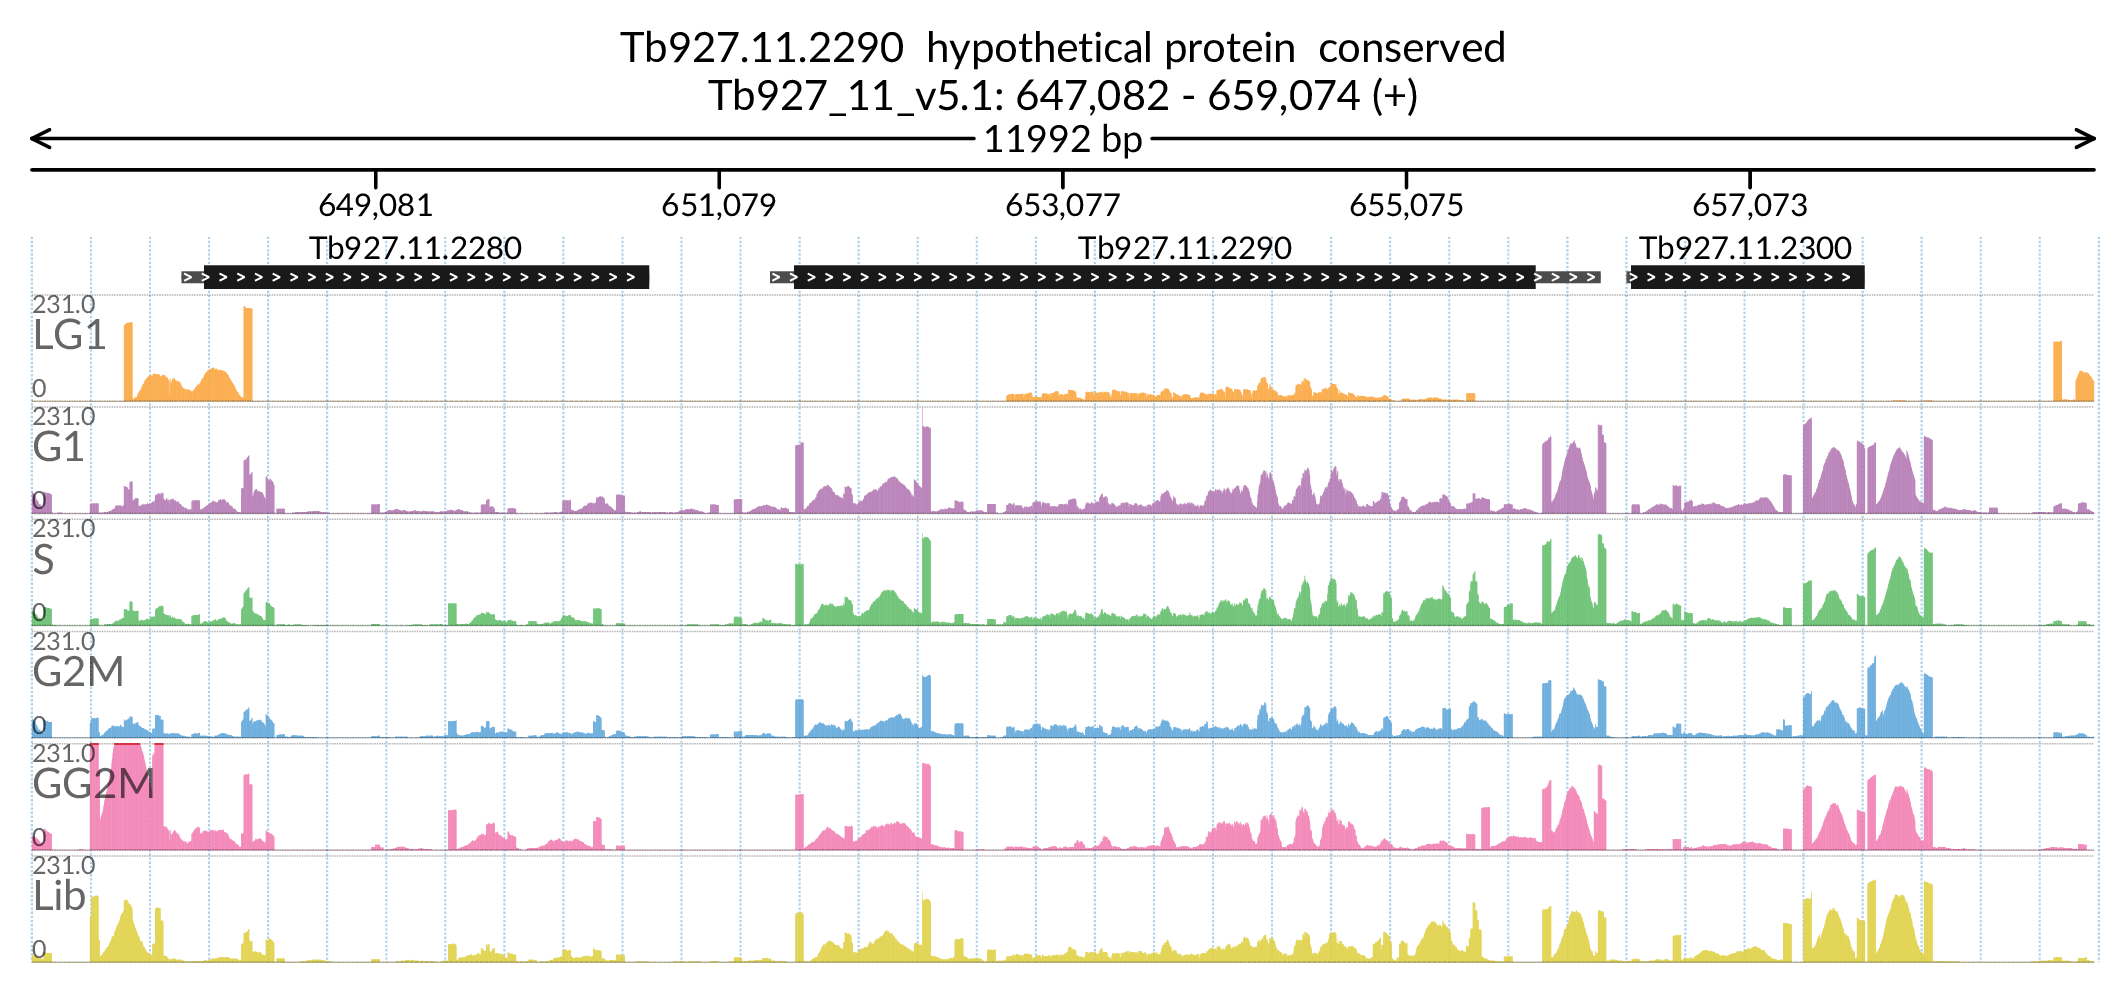 Tb927.11.2290  hypothetical protein  conserved
Tb927_11_v5.1: 647,082 - 659,074 (+)
11992 bp
649,081 651,079 653,077 655,075 657,073
Tb927.11.2280 Tb927.11.2290 Tb927.11.2300
231.0
LG1
0
231.0
G1
0
231.0
S
0
231.0
G2M
0
231.0
GG2M
0
231.0
Lib
0